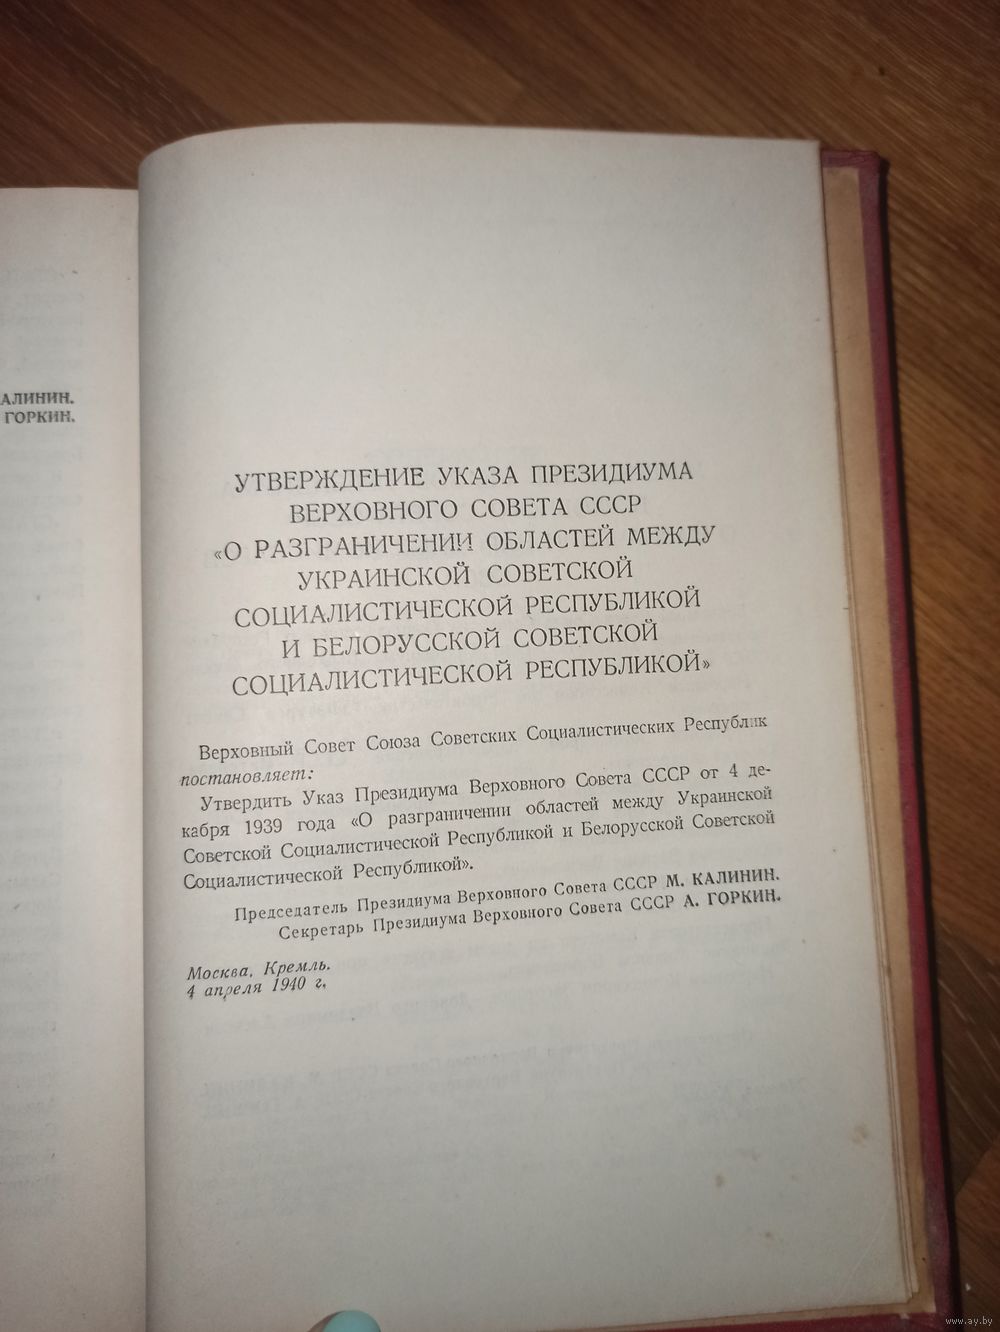 АЛИНИН.
ГОРКИН.
УТВЕРЖДЕНИЕ УКАЗА ПРЕЗИДИУМА
ВЕРХОВНОГО СОВЕТА СССР
«О РАЗГРАНИЧЕНИИ ОБЛАСТЕЙ МЕЖДУ
УКРАИНСКОЙ СОВЕТСКОЙ
СОЦИАЛИСТИЧЕСКОЙ РЕСПУБЛИКОЙ
И БЕЛОРУССКОЙ СОВЕТСКОЙ
СОЦИАЛИСТИЧЕСКОЙ РЕСПУБЛИКОЙ»
Верховный Совет Союза Советских Социалистических Республик
постановляет:
Утвердить Указ Президиума Верховного Совета СССР от 4 де-
кабря 1939 года «О разграничении областей между Украинской
Советской Социалистической Республикой и Белорусской Советской
Социалистической Республикой».
Председатель Президиума Верховного Совета СССР М. КАЛИНИН.
Секретарь Президиума Верховного Совета СССР А. ГОРКИН.
Москва, Кремль.
4 апреля 1940 г.
www.ay.by